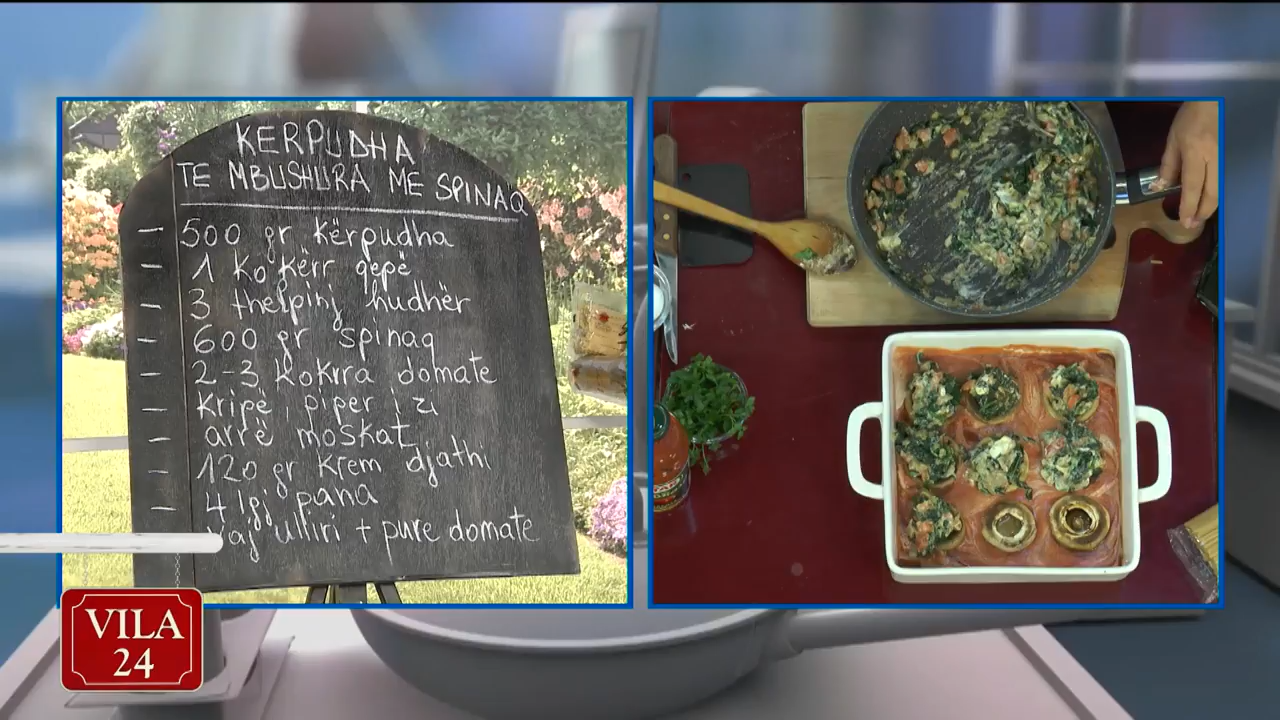 KERPUDHA
TE MBUSHURA ME SPINAQ
- 500 gr kërpudha
- 1 kokërr qepë
- 3 thelpinj hudhër
- 600 gr spinaq
- 2-3 kokrra domate
- Kripë, piper i zi
- arrë moskat
- 120 gr krem djathi
- 4 lgj pana
vaj ulliri + pure domate
VILA
24